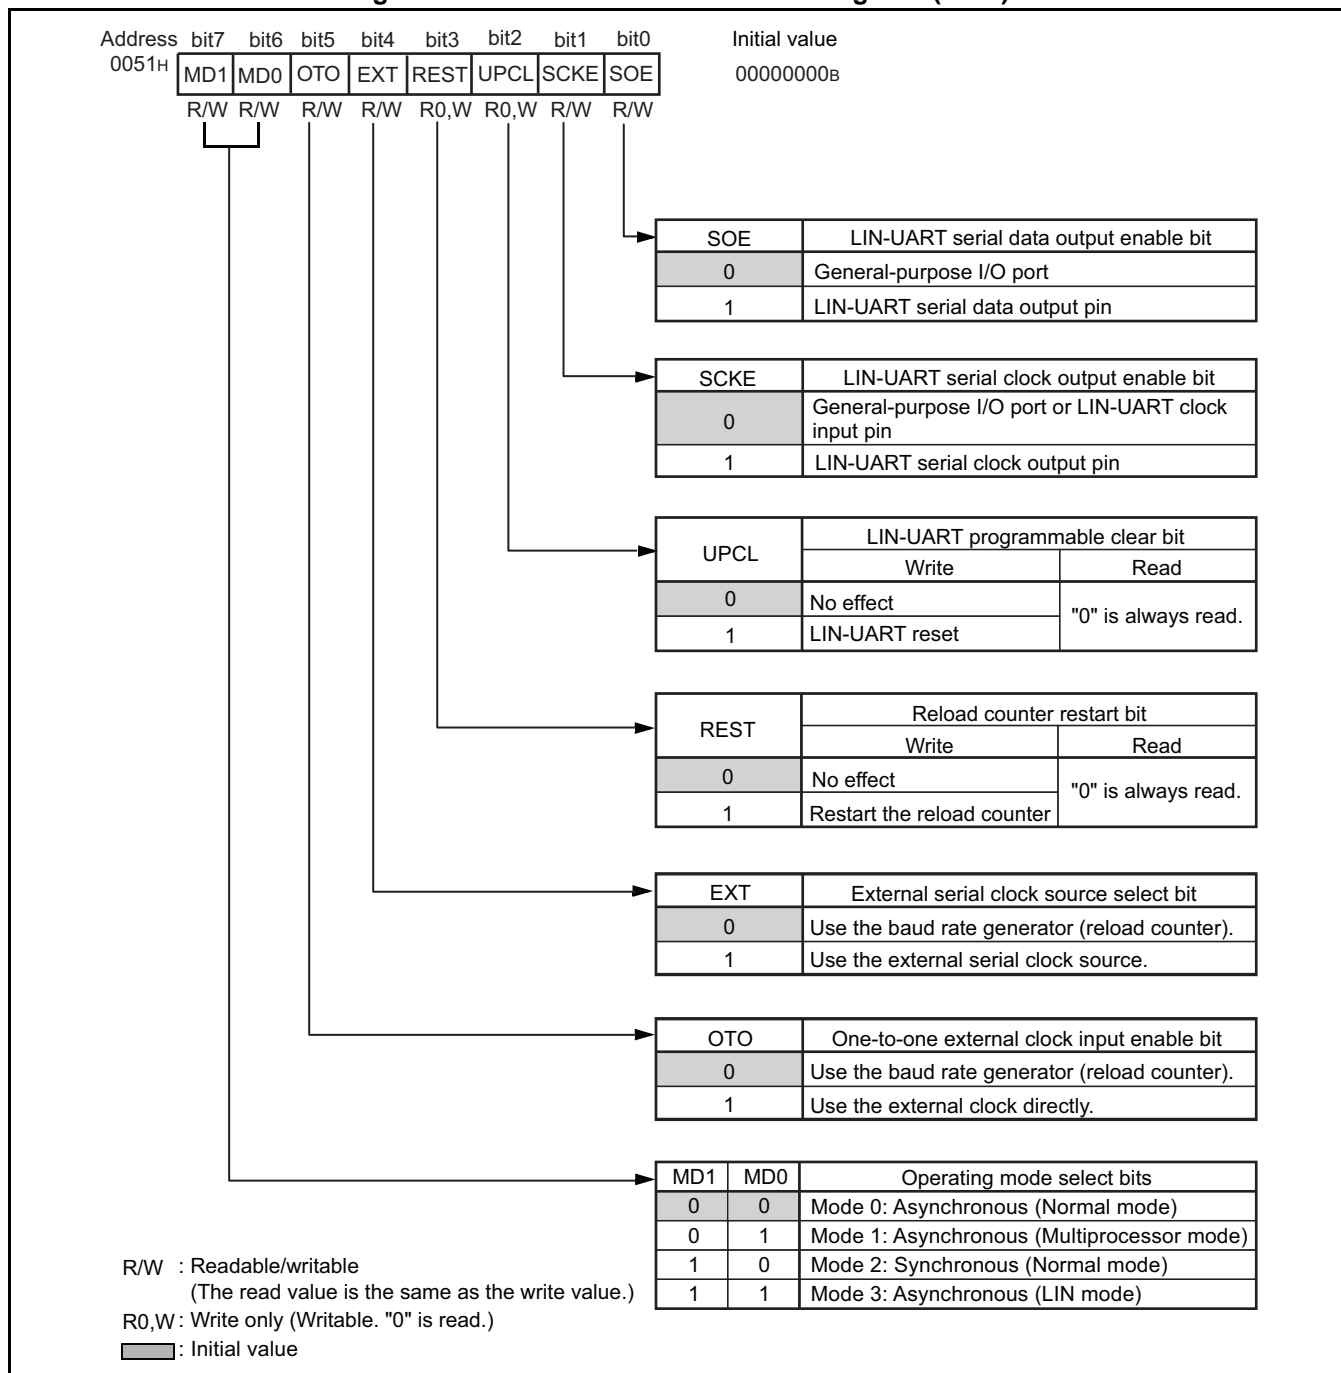 Address bit7 bit6 bit5 bit4 bit3 bit2 bit1 bit0 Initial value
0051H MD1 MD0 OTO EXT REST UPCL SCKE SOE 00000000B
R/W R/W R/W R/W R0,W R0,W R/W R/W
SOE LIN-UART serial data output enable bit
0 General-purpose I/O port
1 LIN-UART serial data output pin
SCKE LIN-UART serial clock output enable bit
0 General-purpose I/O port or LIN-UART clock
input pin
1 LIN-UART serial clock output pin
UPCL LIN-UART programmable clear bit
Write Read
0 No effect "0" is always read.
1 LIN-UART reset
REST Reload counter restart bit
Write Read
0 No effect "0" is always read.
1 Restart the reload counter
EXT External serial clock source select bit
0 Use the baud rate generator (reload counter).
1 Use the external serial clock source.
OTO One-to-one external clock input enable bit
0 Use the baud rate generator (reload counter).
1 Use the external clock directly.
MD1 MD0 Operating mode select bits
0 0 Mode 0: Asynchronous (Normal mode)
0 1 Mode 1: Asynchronous (Multiprocessor mode)
1 0 Mode 2: Synchronous (Normal mode)
1 1 Mode 3: Asynchronous (LIN mode)
R/W : Readable/writable
(The read value is the same as the write value.)
R0,W : Write only (Writable. "0" is read.)
: Initial value